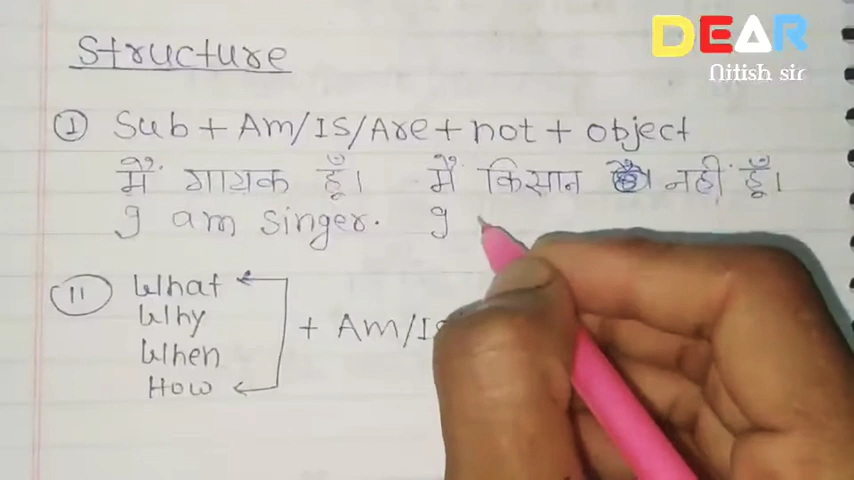 DEAR
Nitish sir
Structure
I Sub + Am/IS/Are + not + object
मैं गायक हूँ। मैं किसान नहीं हूँ।
I am Singer. I
II What
Why
When
How
+ Am/IS